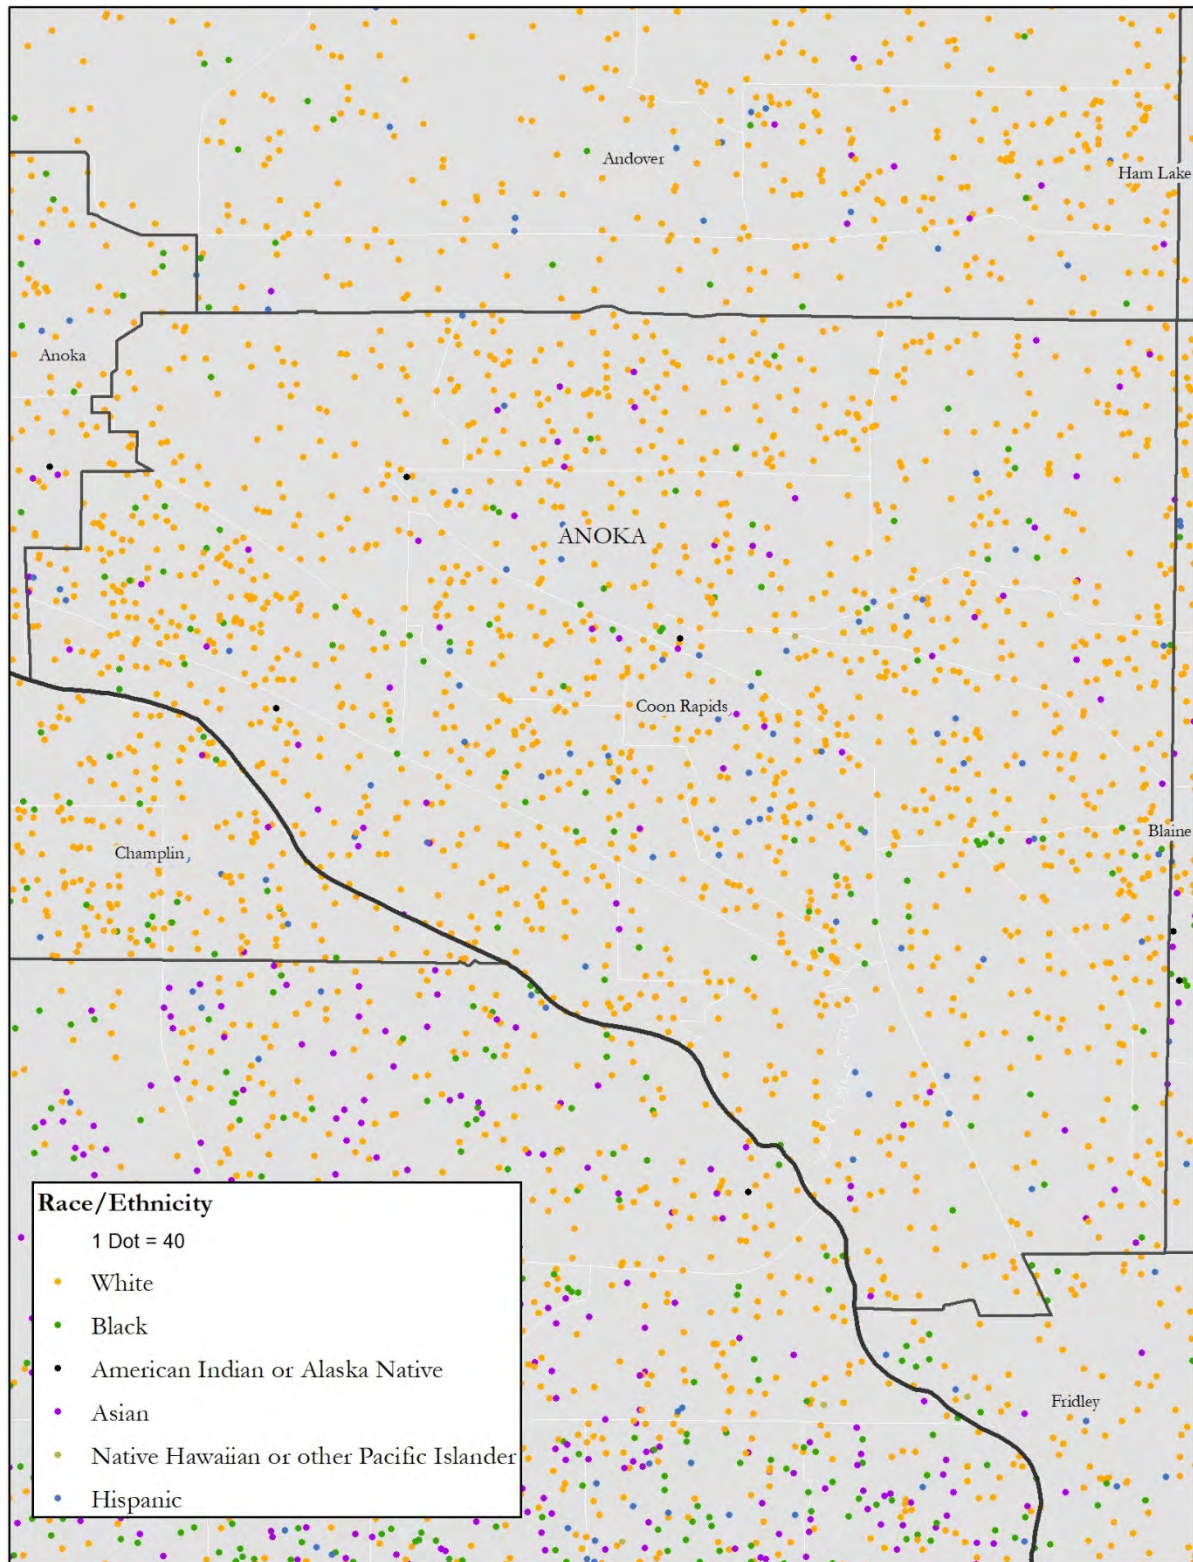 Andover
Ham Lake
Anoka
ANOKA
Coon Rapids
Blaine
Champlin
Race/Ethnicity
1 Dot = 40
White
Black
American Indian or Alaska Native
Asian
Native Hawaiian or other Pacific Islander
Hispanic
Fridley